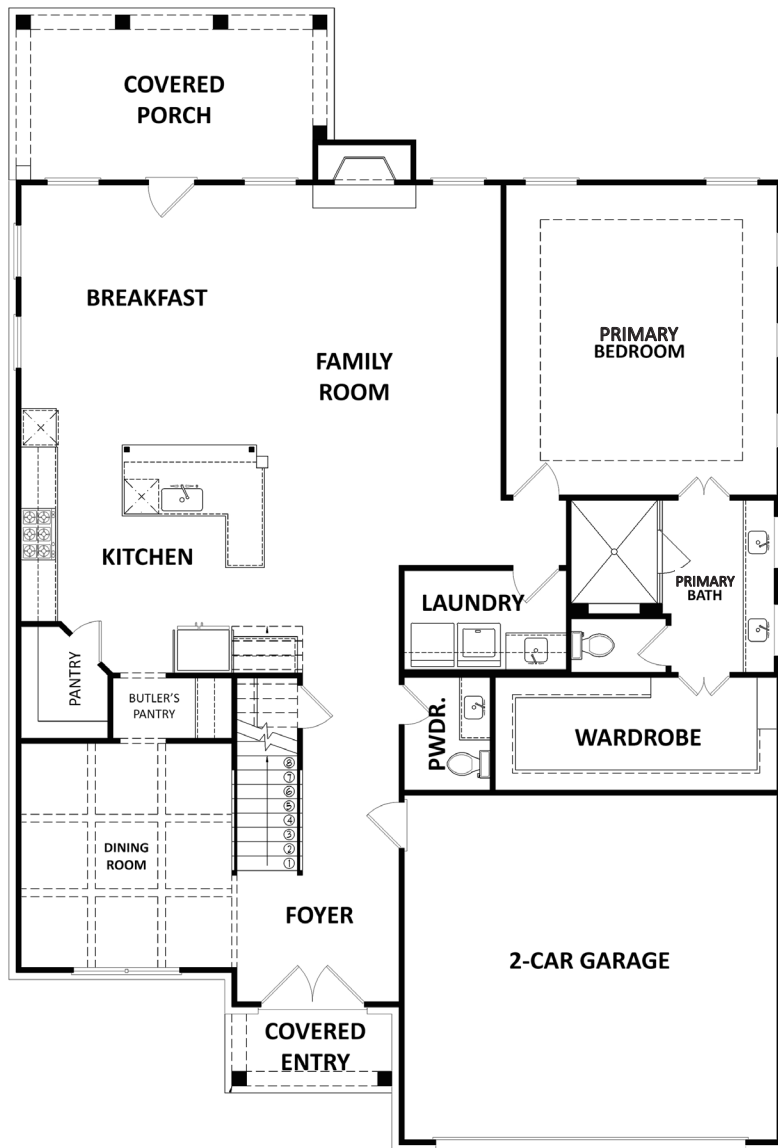 COVERED
PORCH
BREAKFAST
FAMILY
ROOM
PRIMARY
BEDROOM
KITCHEN
PRIMARY
BATH
LAUNDRY
PANTRY
BUTLER'S
PANTRY
PWDR.
WARDROBE
8
7
6
5
4
3
2
1
DINING
ROOM
FOYER
2-CAR GARAGE
COVERED
ENTRY